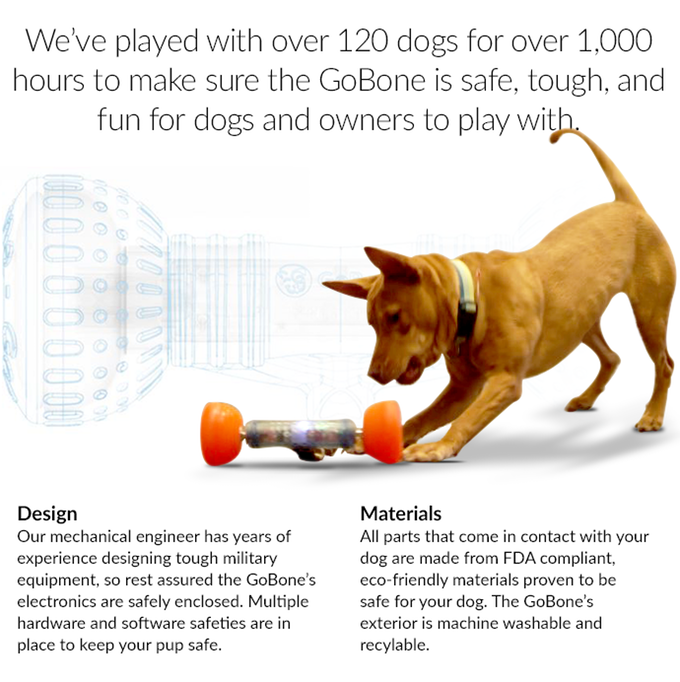 We've played with over 120 dogs for over 1,000
hours to make sure the GoBone is safe, tough, and
fun for dogs and owners to play with.
Design
Our mechanical engineer has years of
experience designing tough military
equipment, so rest assured the GoBone's
electronics are safely enclosed. Multiple
hardware and software safeties are in
place to keep your pup safe.
Materials
All parts that come in contact with your
dog are made from FDA compliant,
eco-friendly materials proven to be
safe for your dog. The GoBone's
exterior is machine washable and
recylable.